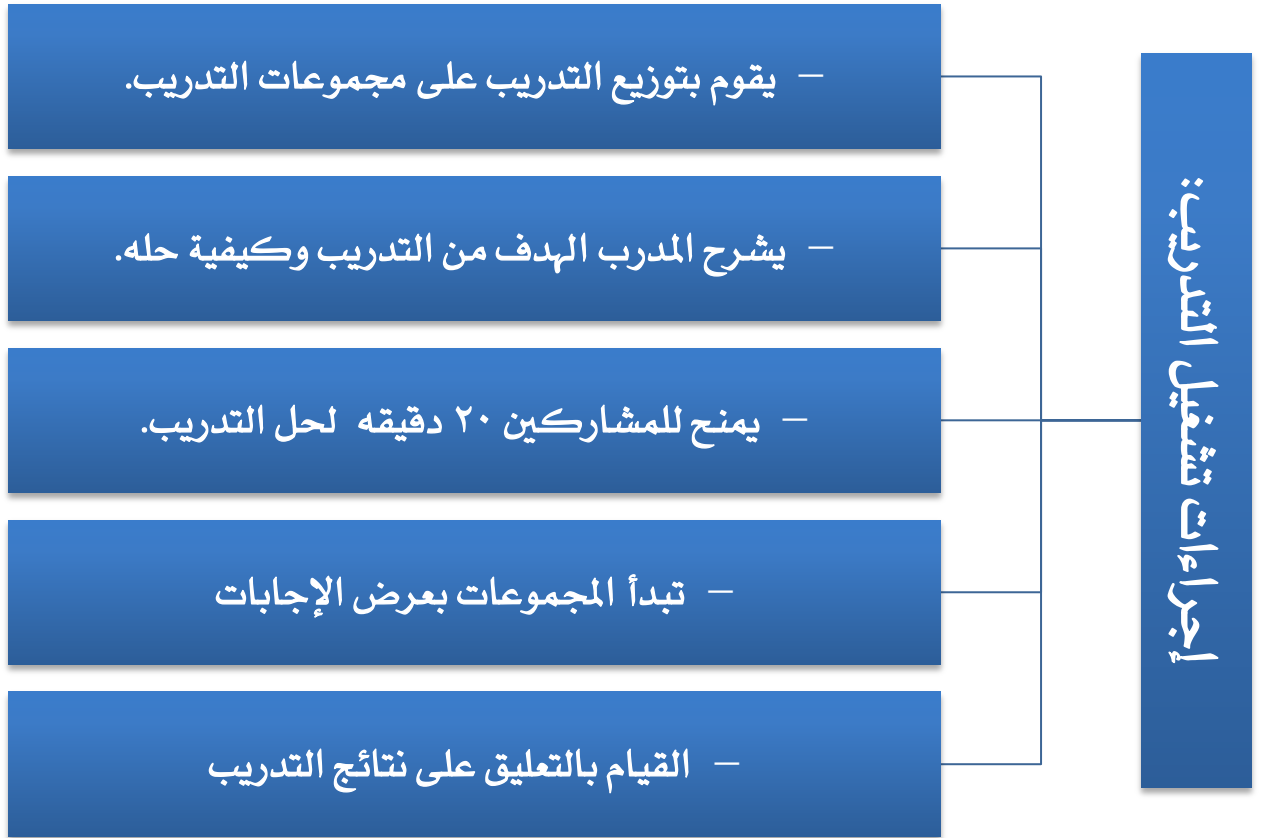 إجراءات تشغيل التدريب:
– يقوم بتوزيع التدريب على مجموعات التدريب.
– يشرح المدرب الهدف من التدريب وكيفية حله.
– يمنح للمشاركين ٢٠ دقيقه لحل التدريب.
– تبدأ المجموعات بعرض الإجابات
– القيام بالتعليق على نتائج التدريب